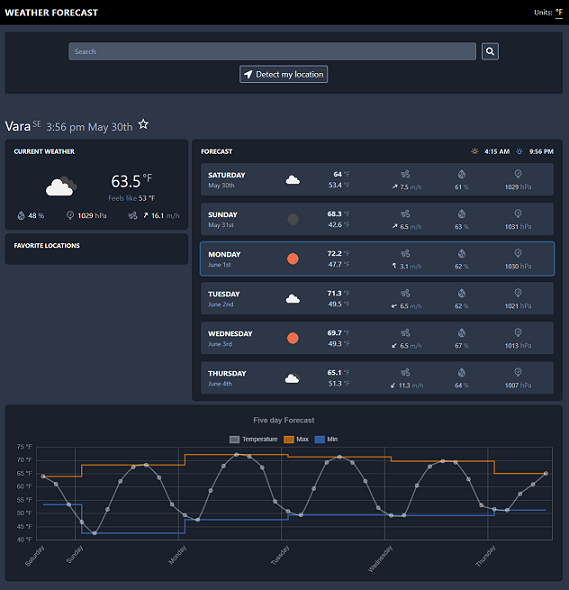 WEATHER FORECAST
Units: °F
Search
Detect my location
Vara SE 3:56 pm May 30th
CURRENT WEATHER
63.5 °F
Feels like 53 °F
48 % 1029 hPa 16.1 m/h
FAVORITE LOCATIONS
FORECAST 4:15 AM 9:56 PM
SATURDAY 64 °F
May 30th 53.4 °F 7.5 m/h 61 % 1029 hPa
SUNDAY 68.3 °F
May 31st 42.6 °F 6.5 m/h 63 % 1031 hPa
MONDAY 72.2 °F
June 1st 47.7 °F 3.1 m/h 62 % 1030 hPa
TUESDAY 71.3 °F
June 2nd 49.5 °F 6.5 m/h 62 % 1021 hPa
WEDNESDAY 69.7 °F
June 3rd 49.3 °F 6.5 m/h 67 % 1013 hPa
THURSDAY 65.1 °F
June 4th 51.3 °F 11.3 m/h 64 % 1007 hPa
Five day Forecast
Temperature Max Min
75 °F
70 °F
65 °F
60 °F
55 °F
50 °F
45 °F
40 °F
Saturday Sunday Monday Tuesday Wednesday Thursday